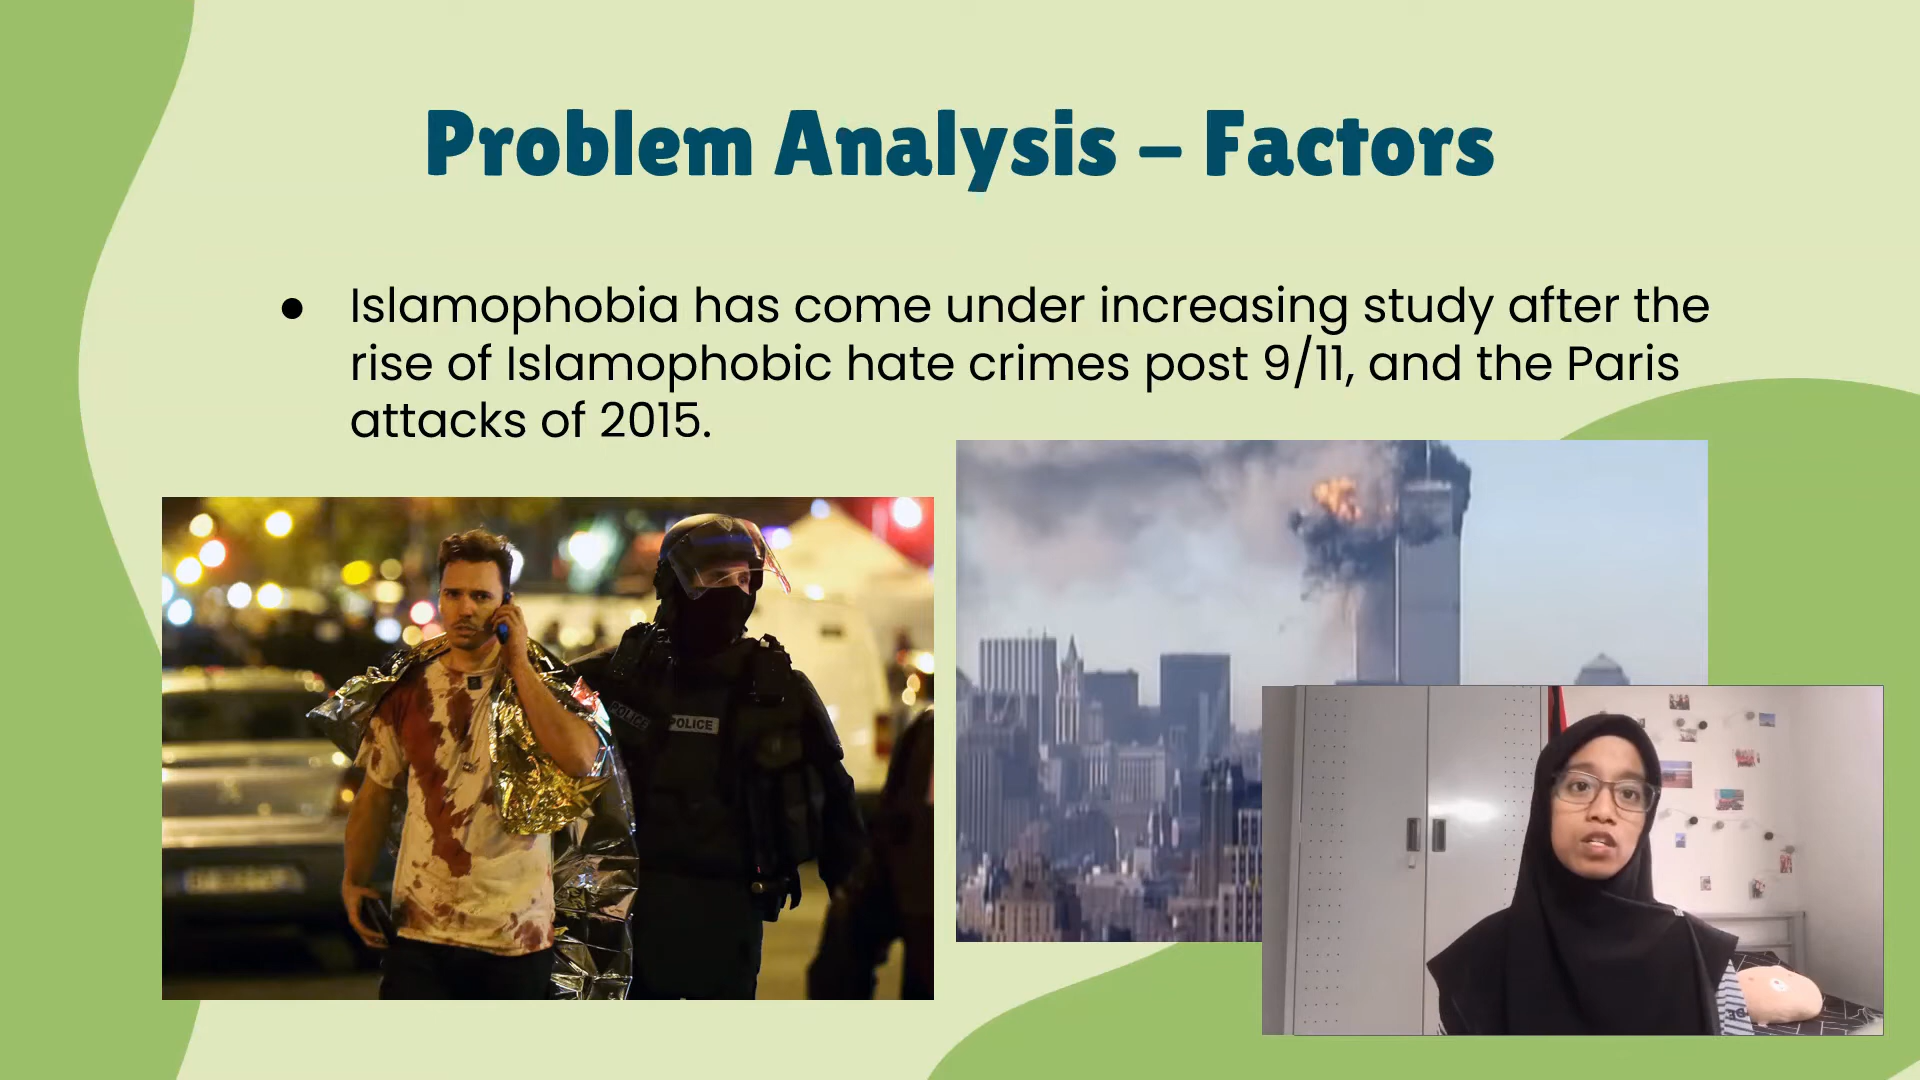 Problem Analysis – Factors
● Islamophobia has come under increasing study after the
rise of Islamophobic hate crimes post 9/11, and the Paris
attacks of 2015.
POLICE
POLICE